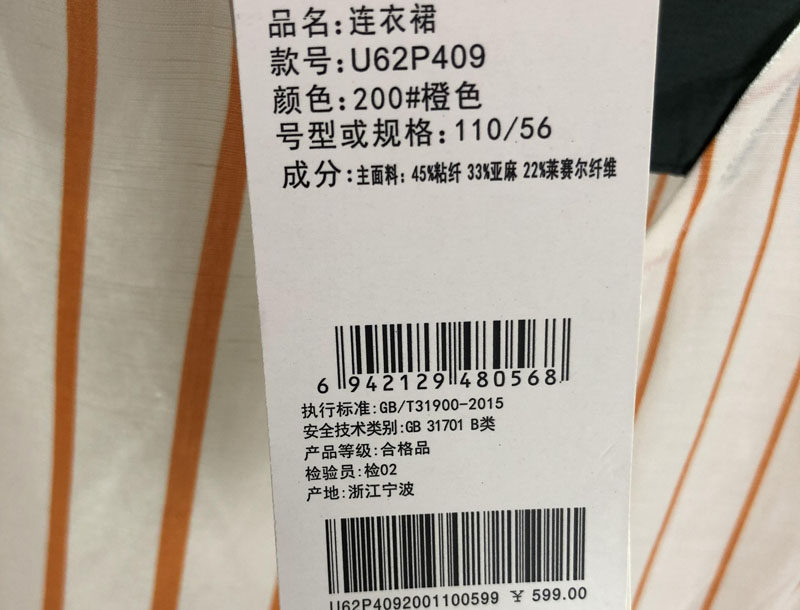 品名:连衣裙
款号:U62P409
颜色:200#橙色
号型或规格:110/56
成分:主面料: 45%粘纤 33%亚麻 22%莱赛尔纤维
6 942129 480568
执行标准:GB/T31900-2015
安全技术类别:GB 31701 B类
产品等级:合格品
检验员:检02
产地:浙江宁波
U62P4092001100599 ¥ 599.00